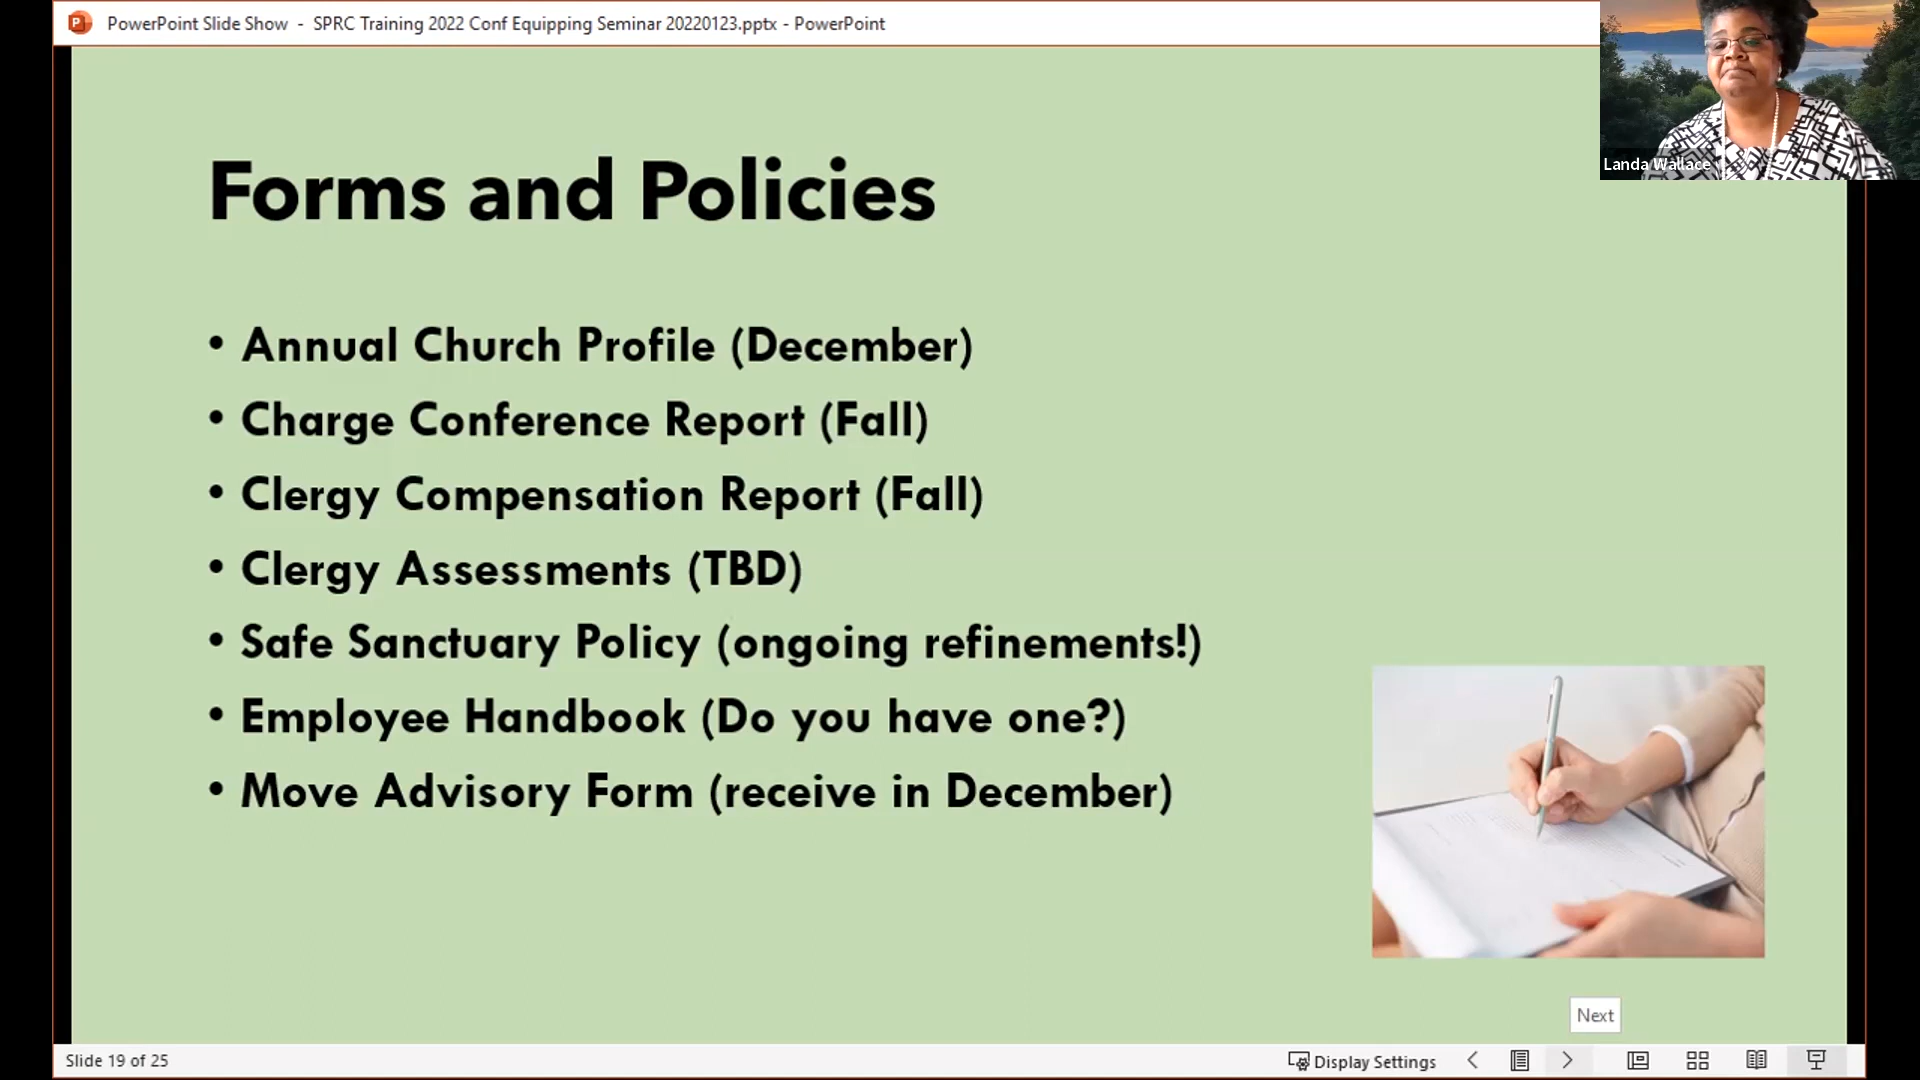 PowerPoint Slide Show - SPRC Training 2022 Conf Equipping Seminar 20220123.pptx - PowerPoint
Landa Wallace
Forms and Policies
• Annual Church Profile (December)
• Charge Conference Report (Fall)
• Clergy Compensation Report (Fall)
• Clergy Assessments (TBD)
• Safe Sanctuary Policy (ongoing refinements!)
• Employee Handbook (Do you have one?)
• Move Advisory Form (receive in December)
Next
Slide 19 of 25
Display Settings